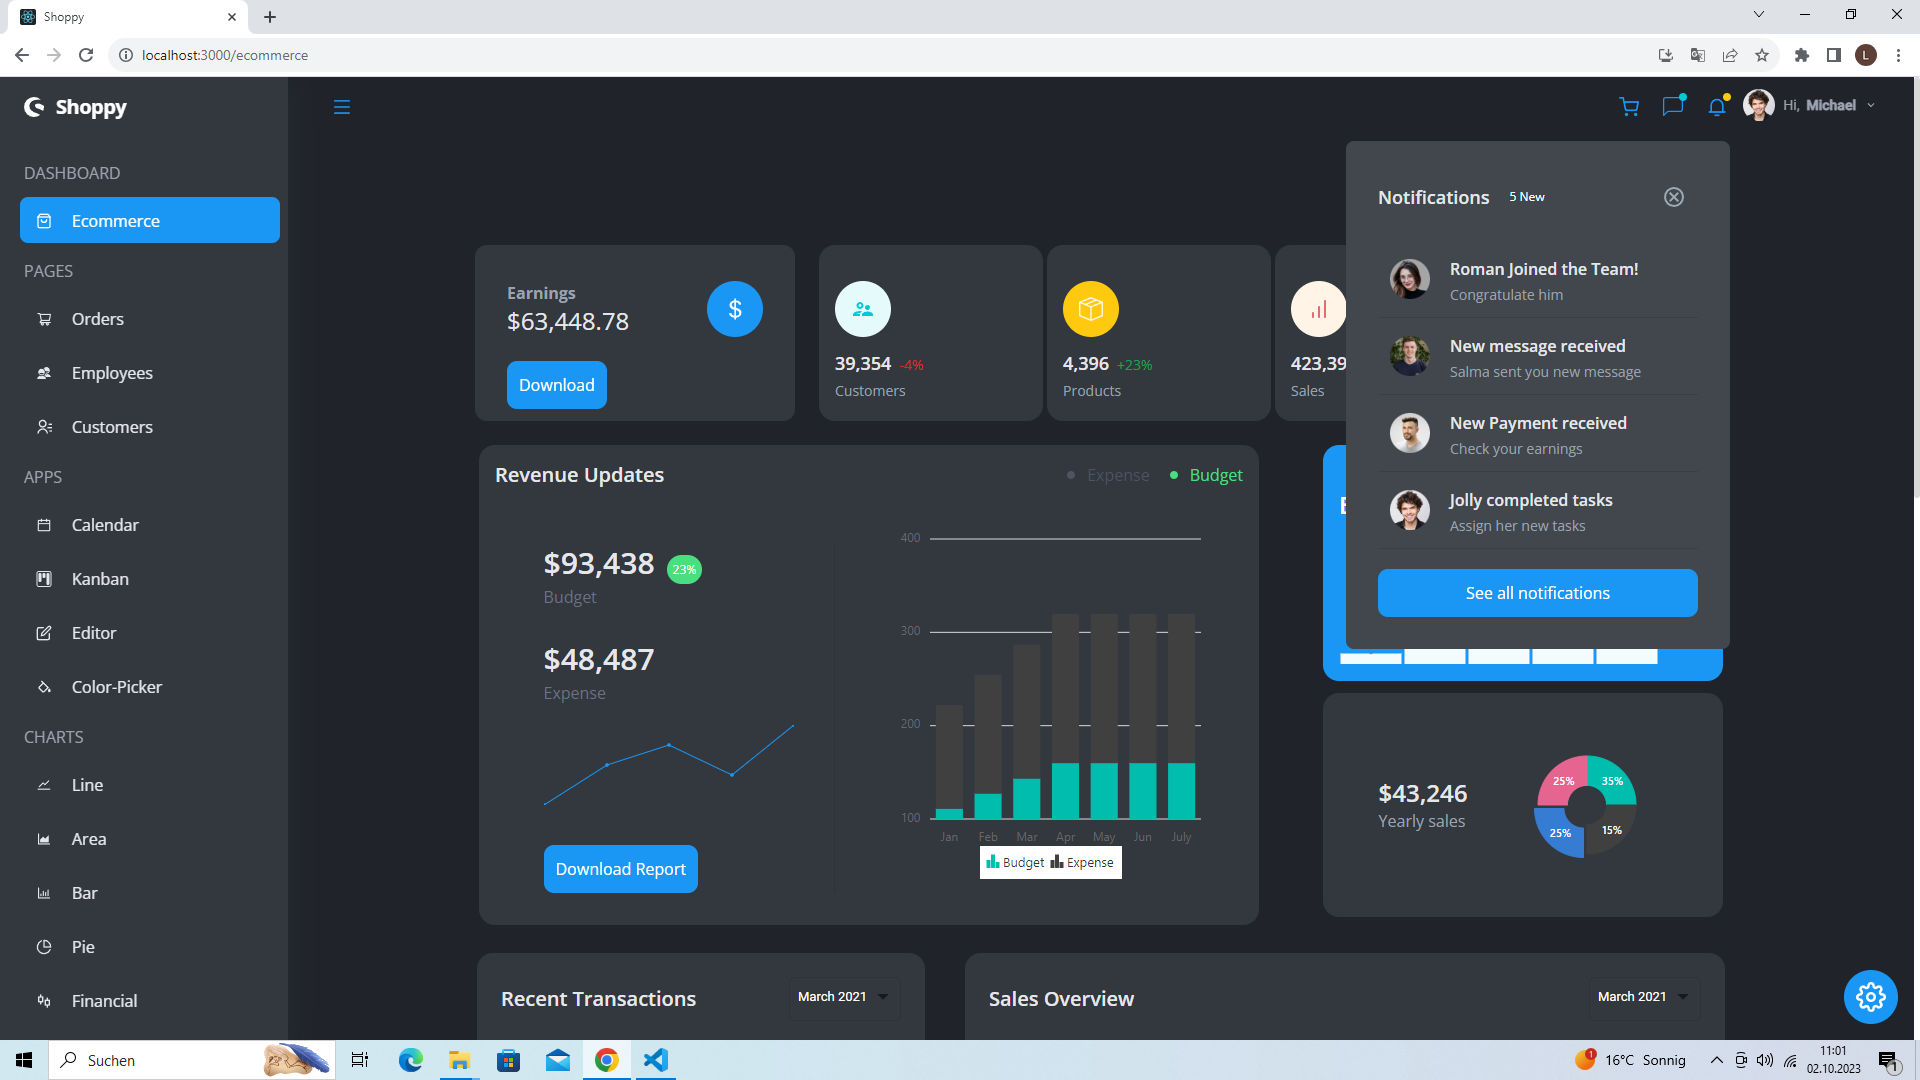 Shoppy
localhost:3000/ecommerce
L
Shoppy
Hi, Michael
DASHBOARD
Ecommerce
PAGES
Orders
Employees
Customers
APPS
Calendar
Kanban
Editor
Color-Picker
CHARTS
Line
Area
Bar
Pie
Financial
Earnings
$63,448.78
Download
39,354 -4%
Customers
4,396 +23%
Products
423,39
Sales
Notifications 5 New
Roman Joined the Team!
Congratulate him
New message received
Salma sent you new message
New Payment received
Check your earnings
Jolly completed tasks
Assign her new tasks
See all notifications
Revenue Updates
Expense
Budget
$93,438 23%
Budget
$48,487
Expense
Download Report
400
300
200
100
Jan Feb Mar Apr May Jun July
Budget Expense
$43,246
Yearly sales
25% 35%
25% 15%
Recent Transactions
March 2021
Sales Overview
March 2021
Suchen
1
16°C Sonnig
11:01
02.10.2023
1